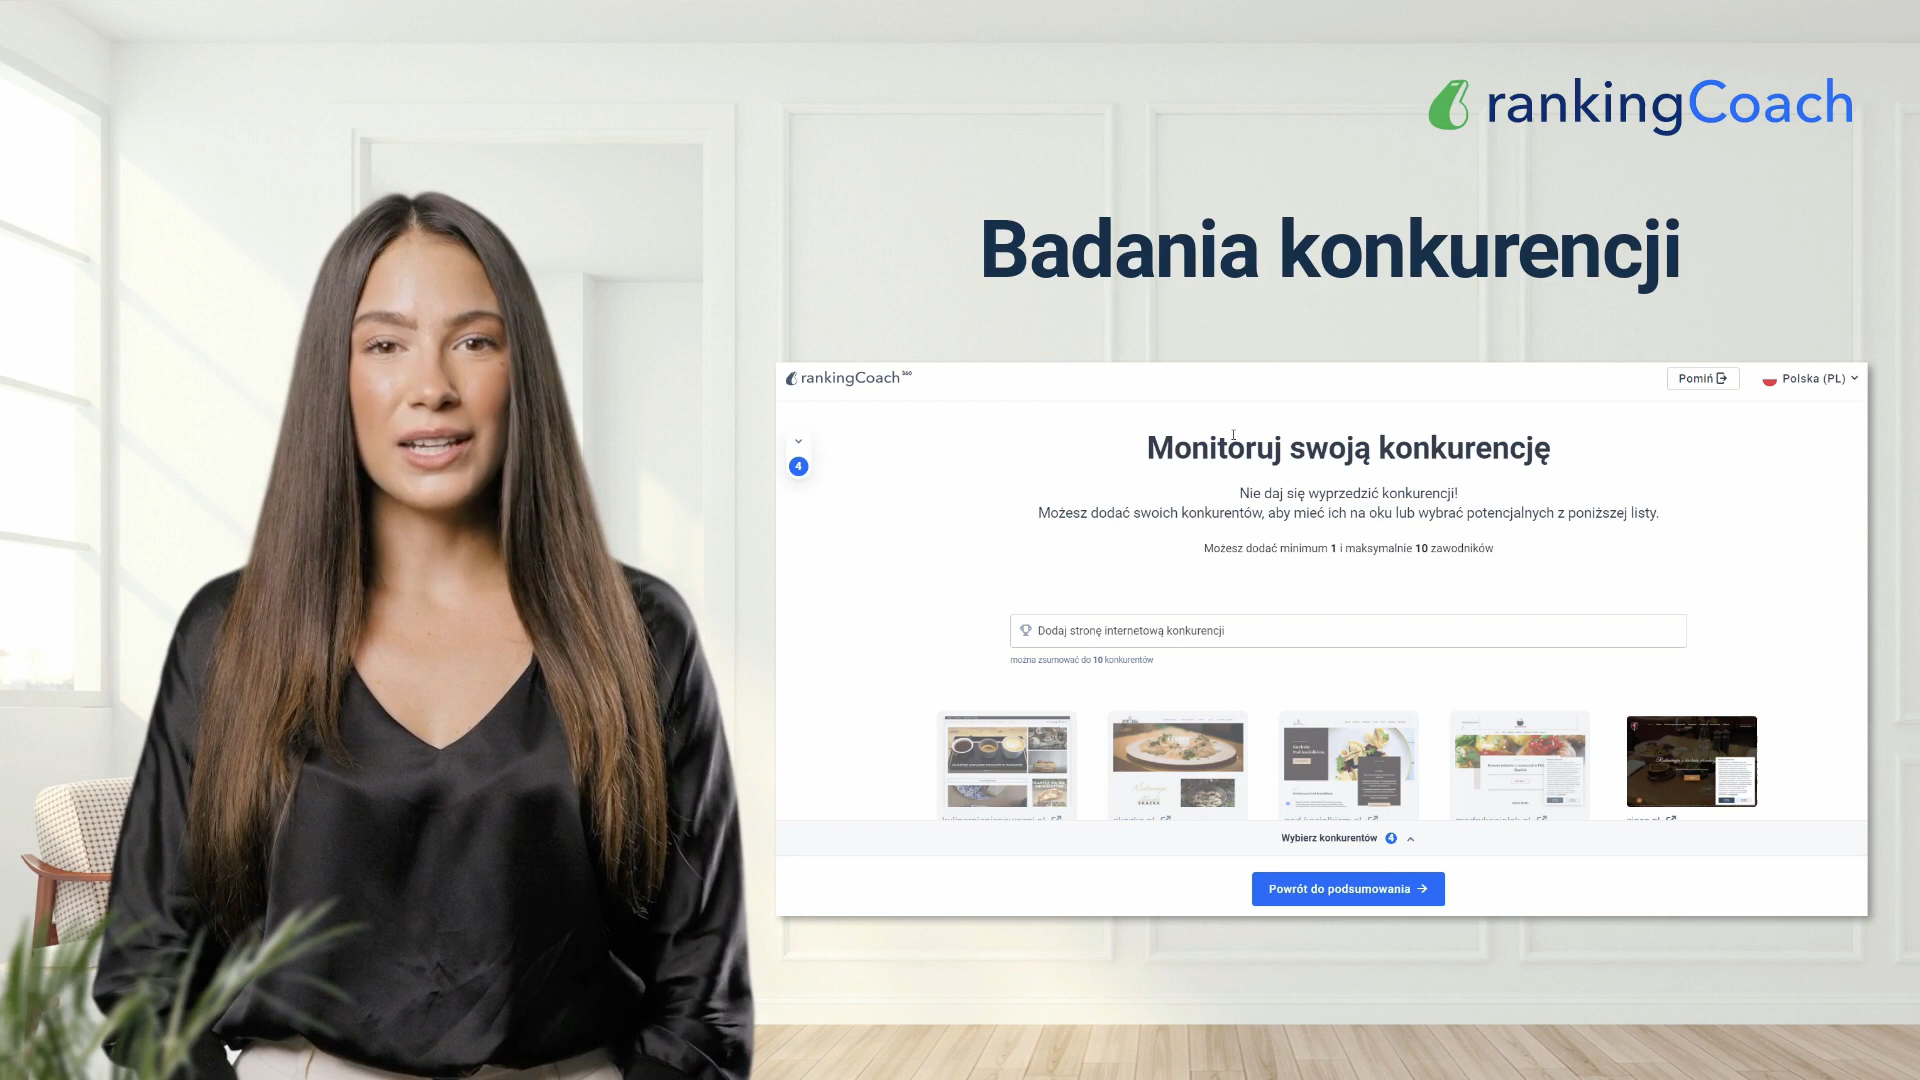 rankingCoach
Badania konkurencji
rankingCoach 360
Pomiń
Polska (PL)
4
Monitoruj swoją konkurencję
Nie daj się wyprzedzić konkurencji!
Możesz dodać swoich konkurentów, aby mieć ich na oku lub wybrać potencjalnych z poniższej listy.
Możesz dodać minimum 1 i maksymalnie 10 zawodników
Dodaj stronę internetową konkurencji
można zsumować do 10 konkurentów
Wybierz konkurentów 4
Powrót do podsumowania